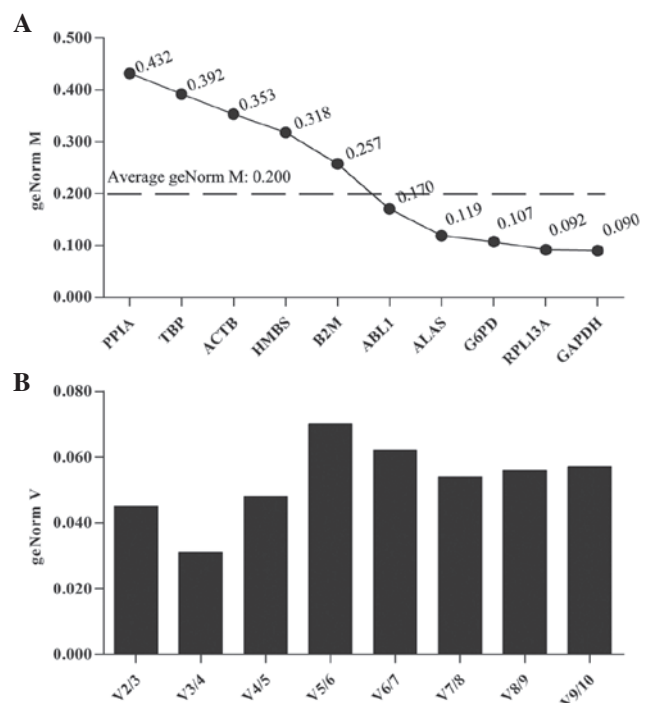 A
0.500
0.400
0.300
0.200
0.100
0.000
geNorm M
0.432
0.392
0.353
0.318
0.257
0.170
0.119
0.107
0.092
0.090
Average geNorm M: 0.200
PPIA
TBP
ACTB
HMBS
B2M
ABL1
ALAS
G6PD
RPL13A
GAPDH
B
0.080
0.060
0.040
0.020
0.000
geNorm V
V2/3
V3/4
V4/5
V5/6
V6/7
V7/8
V8/9
V9/10